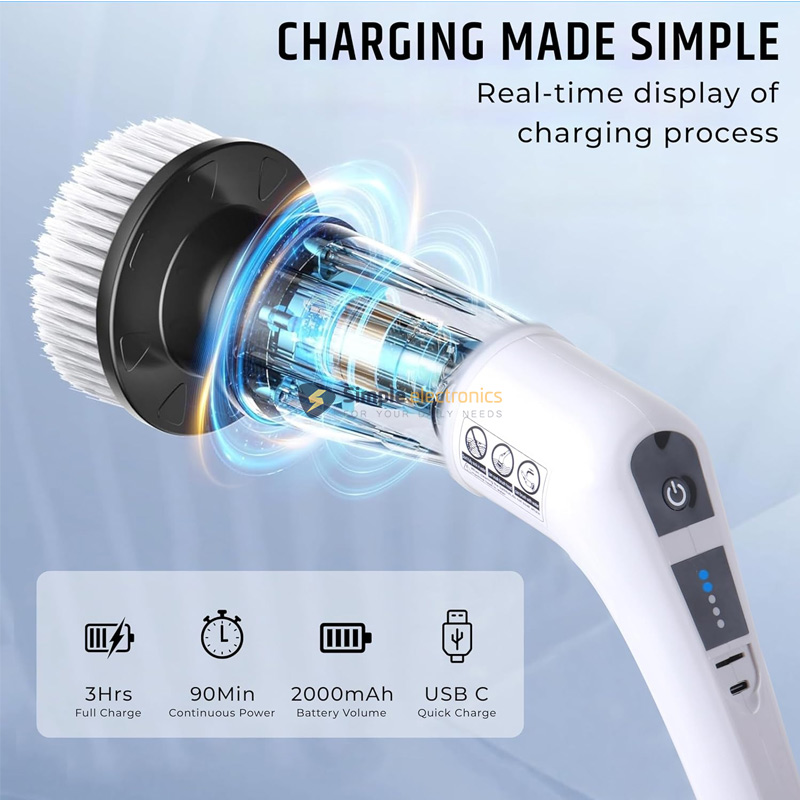 CHARGING MADE SIMPLE
Real-time display of
charging process
Simple electronics
FOR YOUR DAILY NEEDS
3Hrs
Full Charge
90Min
Continuous Power
2000mAh
Battery Volume
USB C
Quick Charge